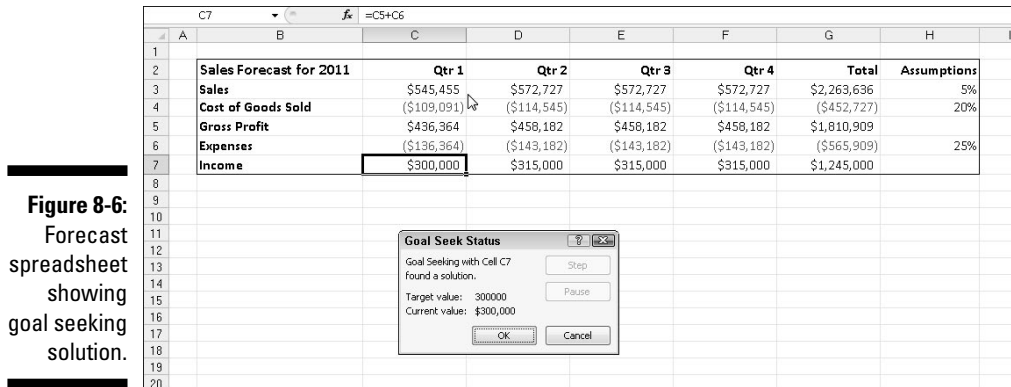 C7 fx =C5+C6
A B C D E F G H
1
2 Sales Forecast for 2011 Qtr 1 Qtr 2 Qtr 3 Qtr 4 Total Assumptions
3 Sales $545,455 $572,727 $572,727 $572,727 $2,263,636 5%
4 Cost of Goods Sold ($109,091) ($114,545) ($114,545) ($114,545) ($452,727) 20%
5 Gross Profit $436,364 $458,182 $458,182 $458,182 $1,810,909
6 Expenses ($136,364) ($143,182) ($143,182) ($143,182) ($565,909) 25%
7 Income $300,000 $315,000 $315,000 $315,000 $1,245,000
8
9
10
11
12
13
14
15
16
17
18
19
20
Goal Seek Status
Goal Seeking with Cell C7
found a solution.
Step
Target value: 300000
Pause
Current value: $300,000
OK Cancel
Figure 8-6:
Forecast
spreadsheet
showing
goal seeking
solution.